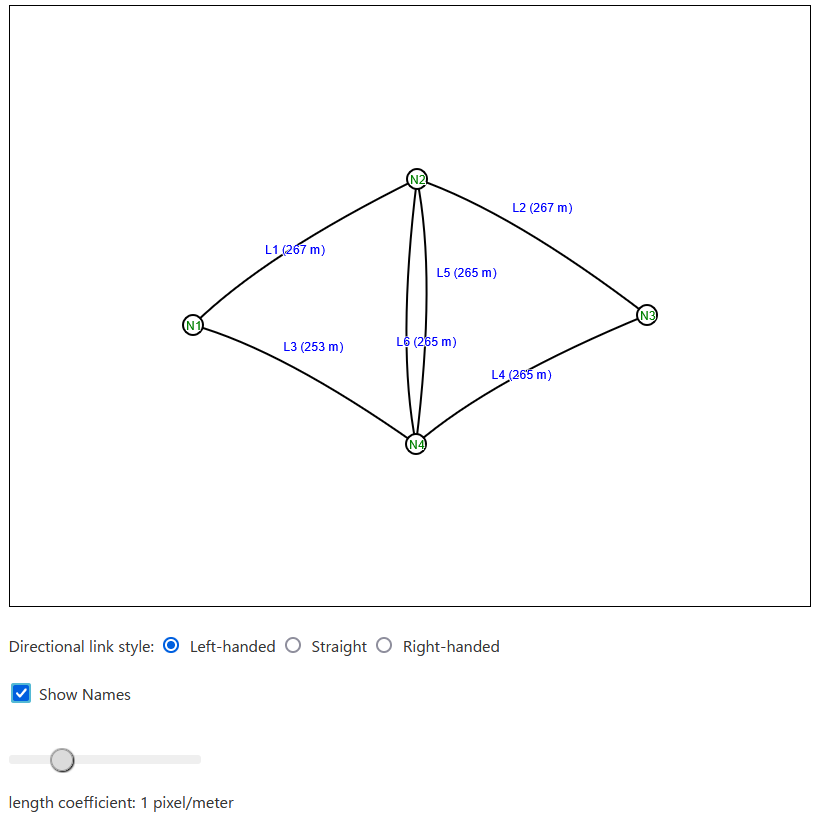 N2
L2 (267 m)
L1 (267 m)
L5 (265 m)
N3
N1
L6 (265 m)
L3 (253 m)
L4 (265 m)
N4
Directional link style: Left-handed Straight Right-handed
Show Names
length coefficient: 1 pixel/meter